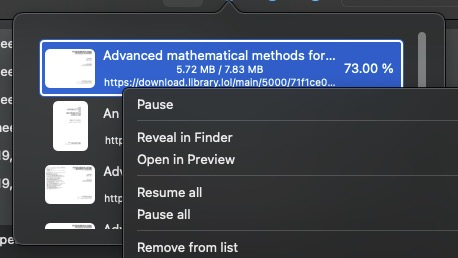 Advanced mathematical methods for...
5.72 MB / 7.83 MB
73.00 %
https://download.library.lol/main/5000/71f1ce0...
An
http
Adv
http
Adv
Pause
Reveal in Finder
Open in Preview
Resume all
Pause all
Remove from list